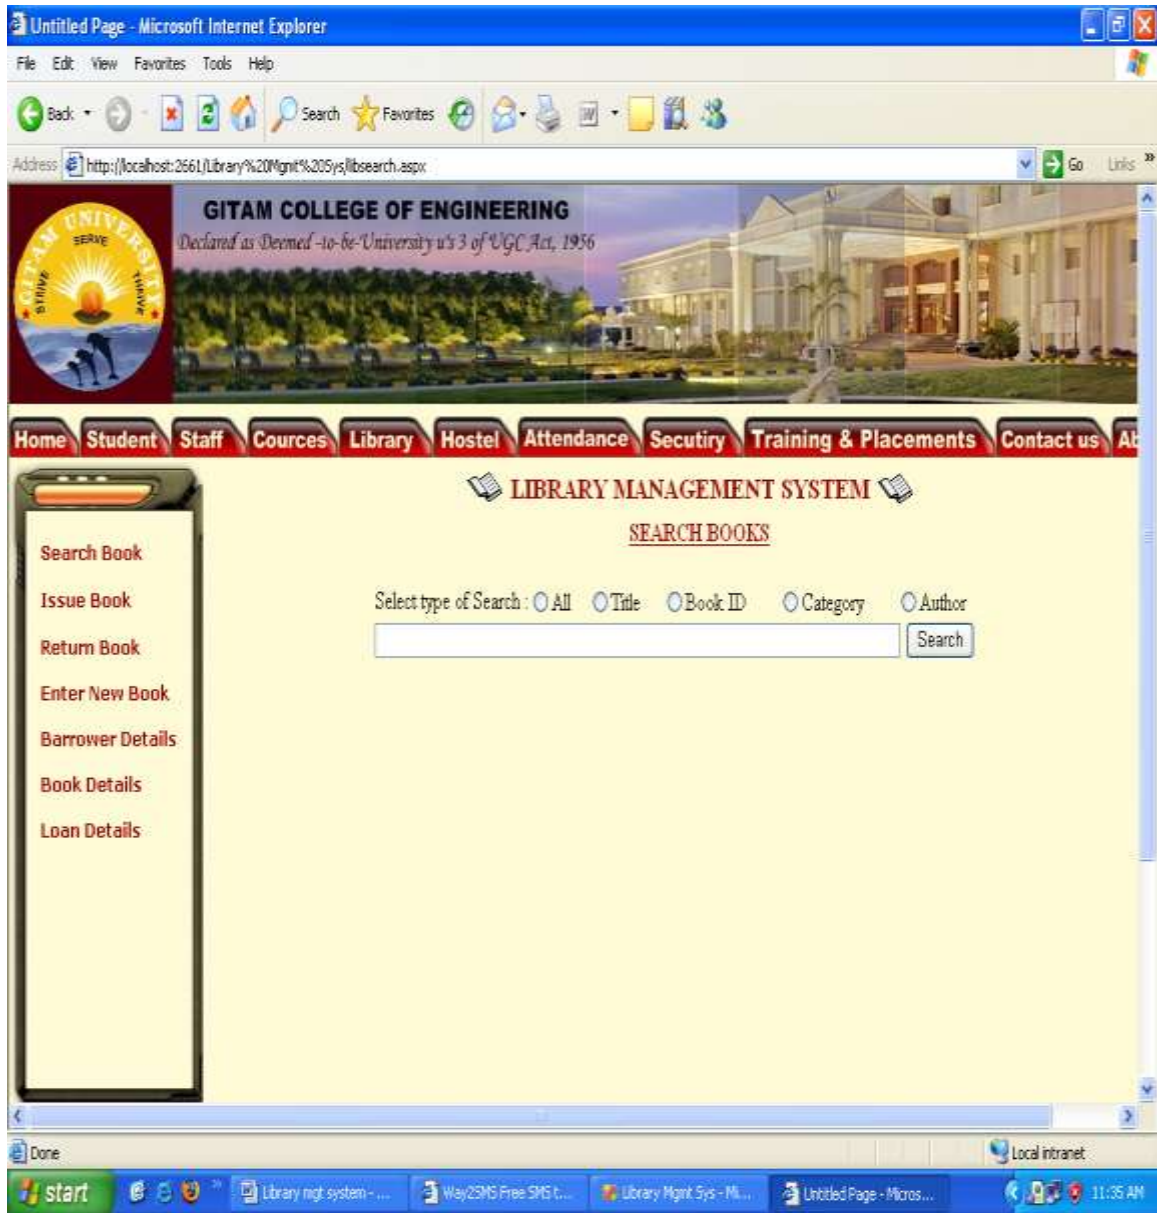 Untitled Page - Microsoft Internet Explorer
File Edit View Favorites Tools Help
Back Search Favorites
Address http://localhost:2661/Library%20Mgnit%20Sys/libsearch.aspx Go Links »
GITAM COLLEGE OF ENGINEERING
Declared as Deemed -to-be-University u's 3 of UGC Act, 1956
GITAM UNIVERSITY
SERVE
STRIVE
THRIVE
Home Student Staff Cources Library Hostel Attendance Secutiry Training & Placements Contact us Ab
LIBRARY MANAGEMENT SYSTEM
SEARCH BOOKS
Search Book
Issue Book
Return Book
Enter New Book
Barrower Details
Book Details
Loan Details
Select type of Search : All Title Book ID Category Author
Search
Done Local intranet
start » Library mgt system - ... Way2SMS Free SMS t... Library Mgmt Sys - Mi... Untitled Page - Micros... 11:35 AM